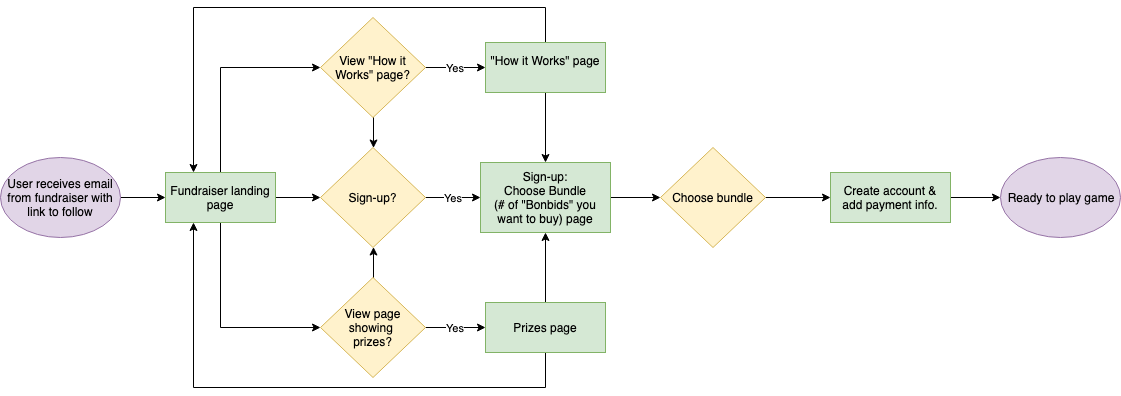 User receives email
from fundraiser with
link to follow
Fundraiser landing
page
View "How it
Works" page?
Yes
"How it Works" page
Sign-up?
Yes
Sign-up:
Choose Bundle
(# of "Bonbids" you
want to buy) page
View page
showing
prizes?
Yes
Prizes page
Choose bundle
Create account &
add payment info.
Ready to play game